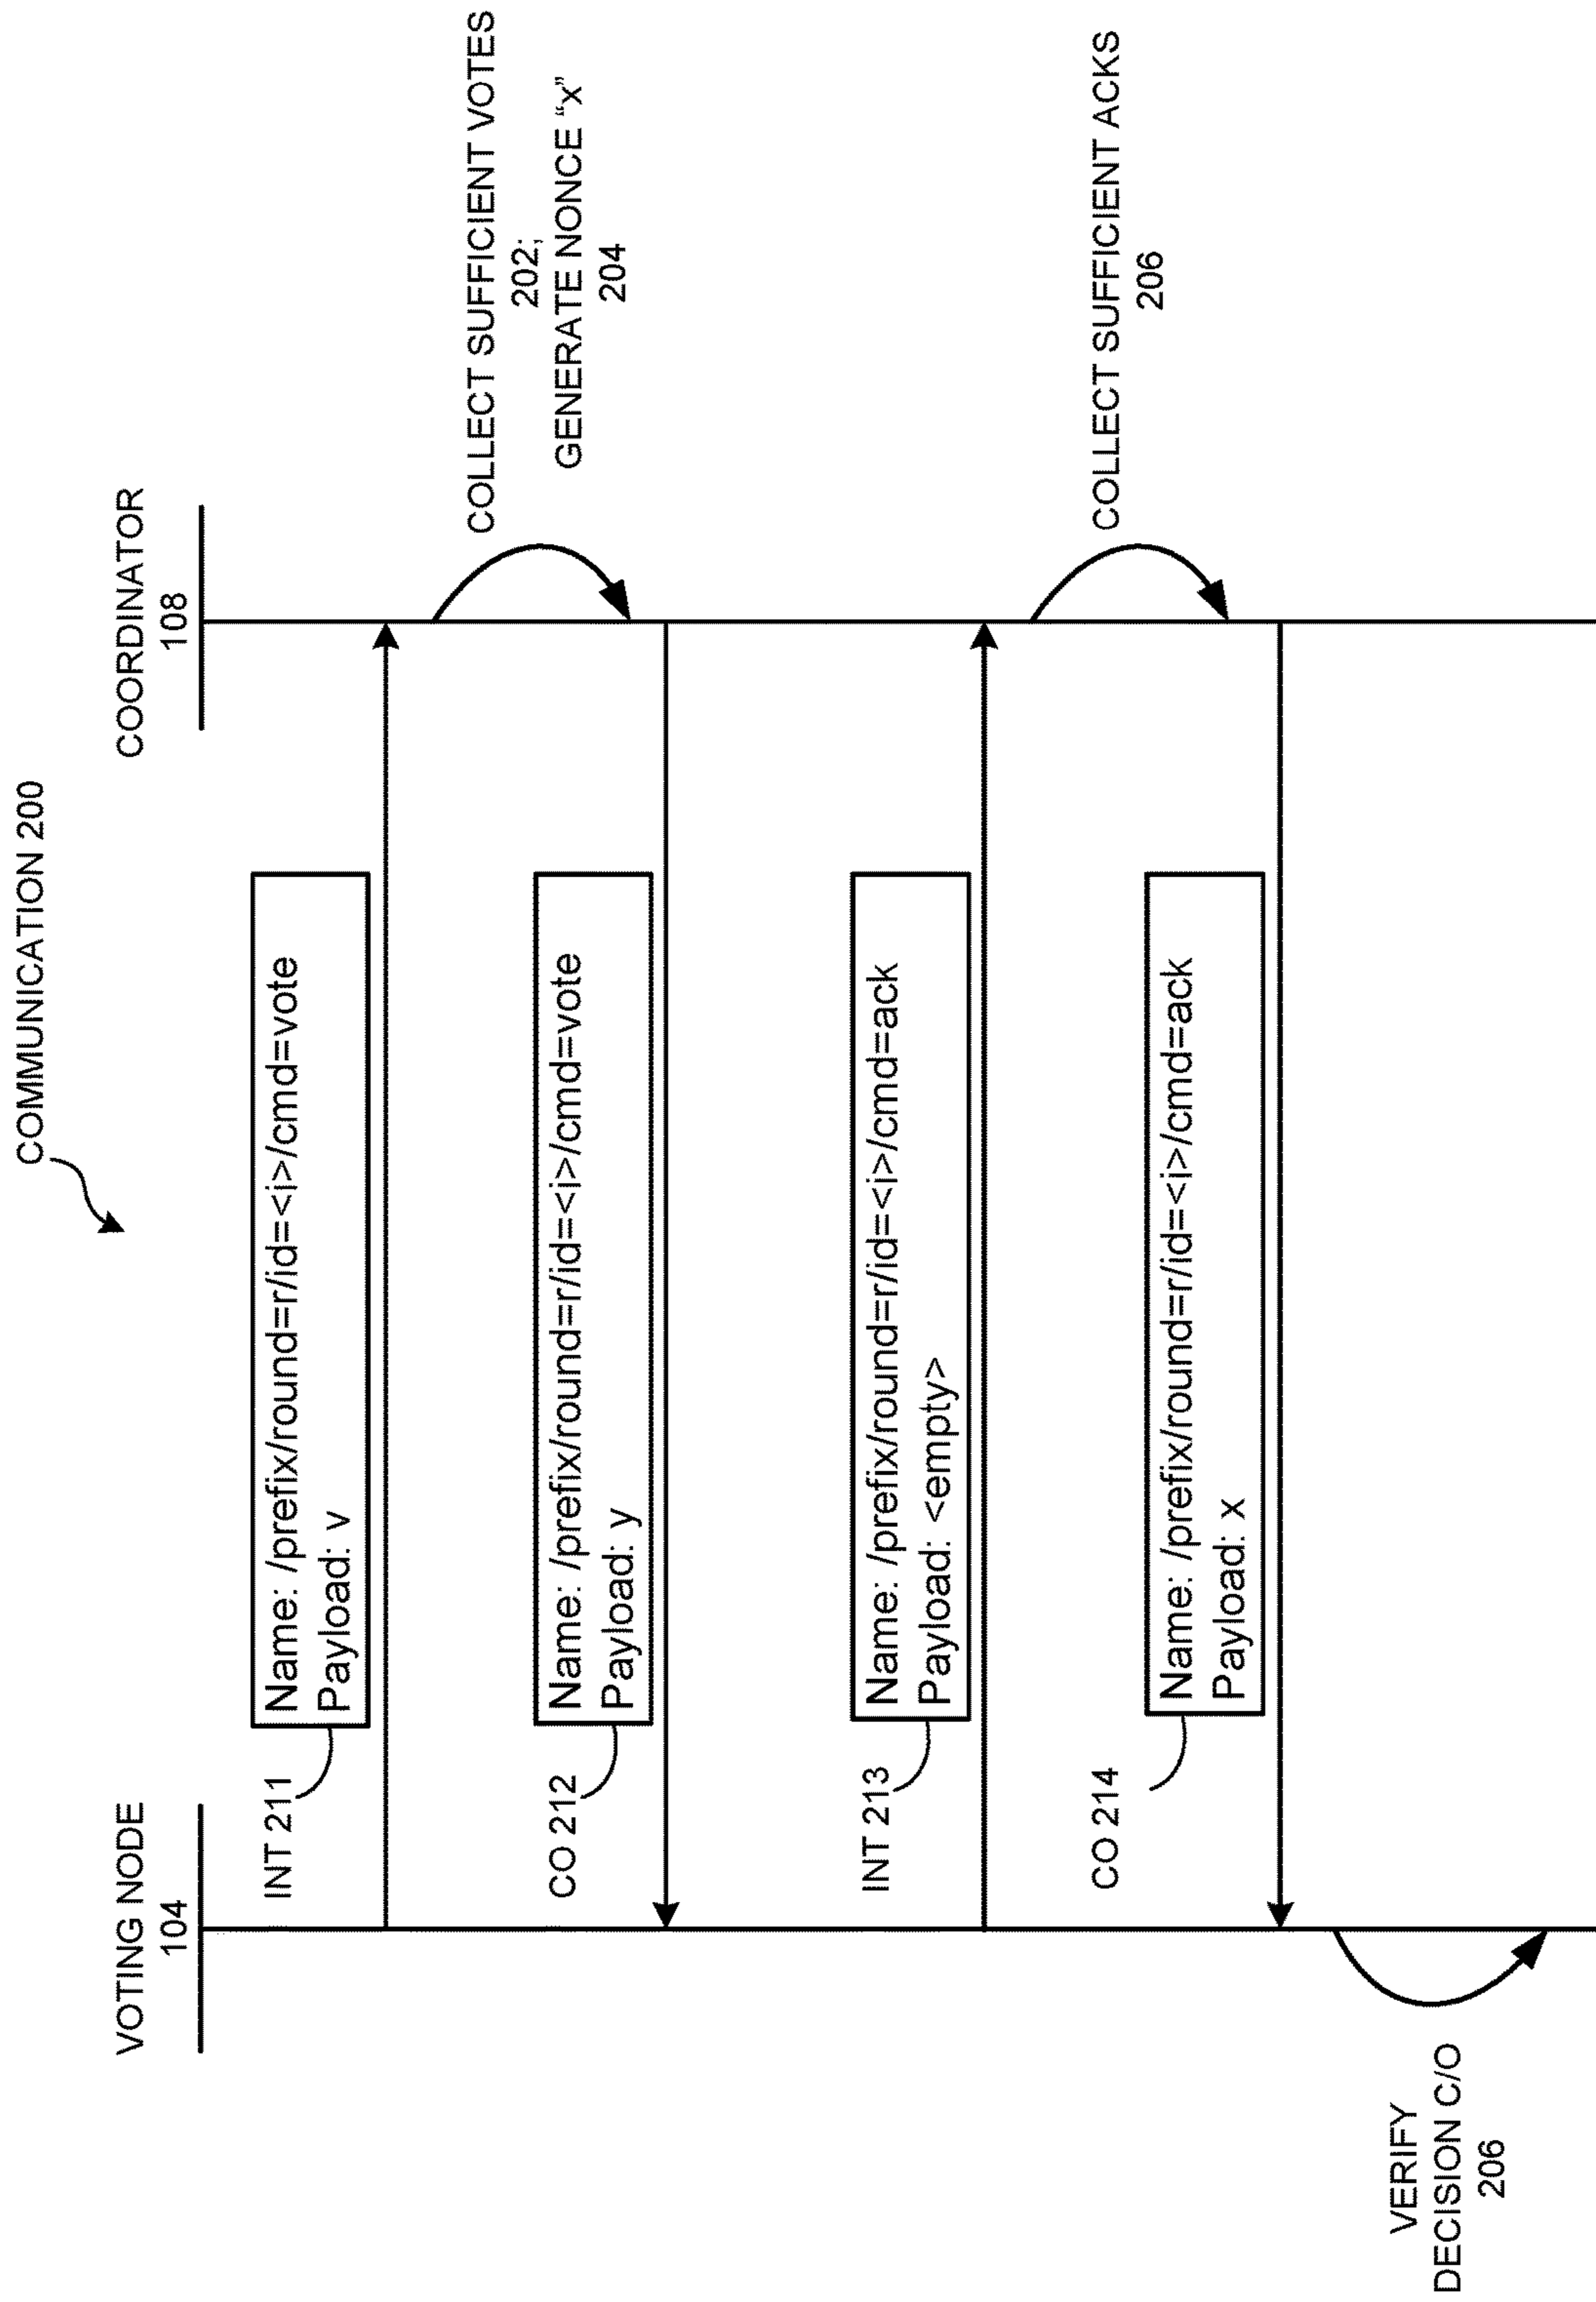 COMMUNICATION 200
VOTING NODE
104
COORDINATOR
108
INT 211
Name: /prefix/round=r/id=<i>/cmd=vote
Payload: v
COLLECT SUFFICIENT VOTES
202;
GENERATE NONCE “x”
204
CO 212
Name: /prefix/round=r/id=<i>/cmd=vote
Payload: y
INT 213
Name: /prefix/round=r/id=<i>/cmd=ack
Payload: <empty>
COLLECT SUFFICIENT ACKS
206
CO 214
Name: /prefix/round=r/id=<i>/cmd=ack
Payload: x
VERIFY
DECISION C/O
206